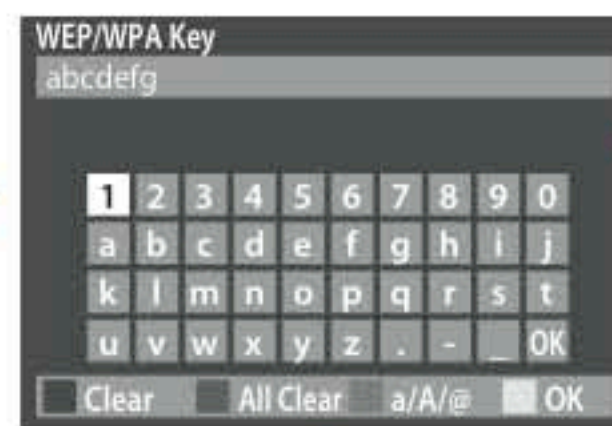 WEP/WPA Key
abcdefg
1 2 3 4 5 6 7 8 9 0
a b c d e f g h i j
k l m n o p q r s t
u v w x y z . - _ OK
Clear All Clear a/A/@ OK